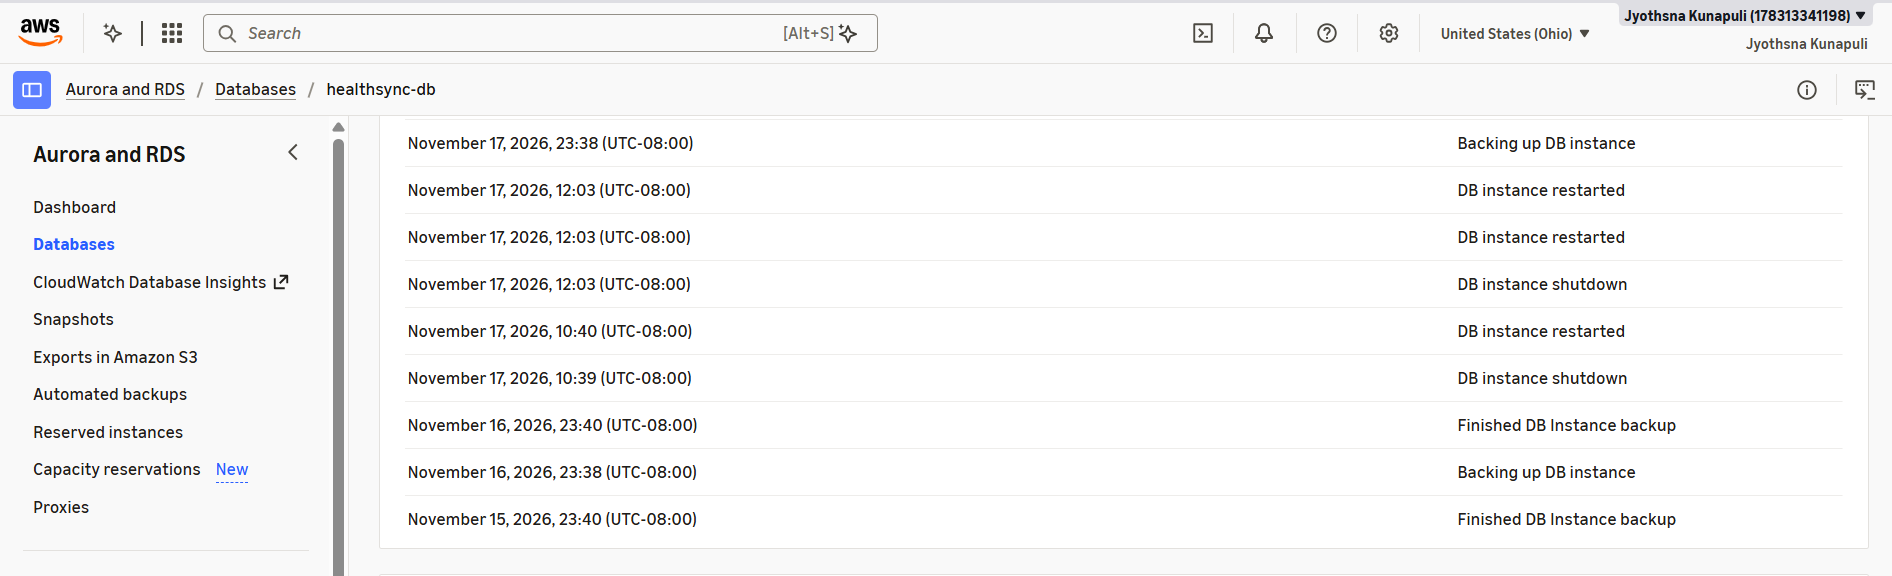 aws
Search [Alt+S]
United States (Ohio)
Jyothsna Kunapuli (178313341198)
Jyothsna Kunapuli
Aurora and RDS / Databases / healthsync-db
Aurora and RDS
Dashboard
Databases
CloudWatch Database Insights
Snapshots
Exports in Amazon S3
Automated backups
Reserved instances
Capacity reservations New
Proxies
November 17, 2026, 23:38 (UTC-08:00) Backing up DB instance
November 17, 2026, 12:03 (UTC-08:00) DB instance restarted
November 17, 2026, 12:03 (UTC-08:00) DB instance restarted
November 17, 2026, 12:03 (UTC-08:00) DB instance shutdown
November 17, 2026, 10:40 (UTC-08:00) DB instance restarted
November 17, 2026, 10:39 (UTC-08:00) DB instance shutdown
November 16, 2026, 23:40 (UTC-08:00) Finished DB Instance backup
November 16, 2026, 23:38 (UTC-08:00) Backing up DB instance
November 15, 2026, 23:40 (UTC-08:00) Finished DB Instance backup